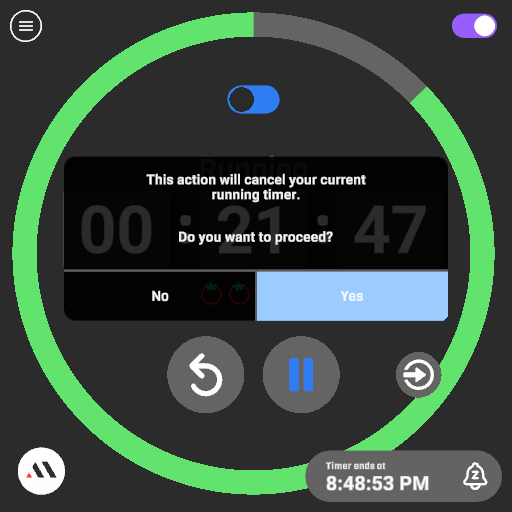 Running
This action will cancel your current
running timer.
00 : 21 : 47
Do you want to proceed?
No
Yes
Timer ends at
8:48:53 PM
Z